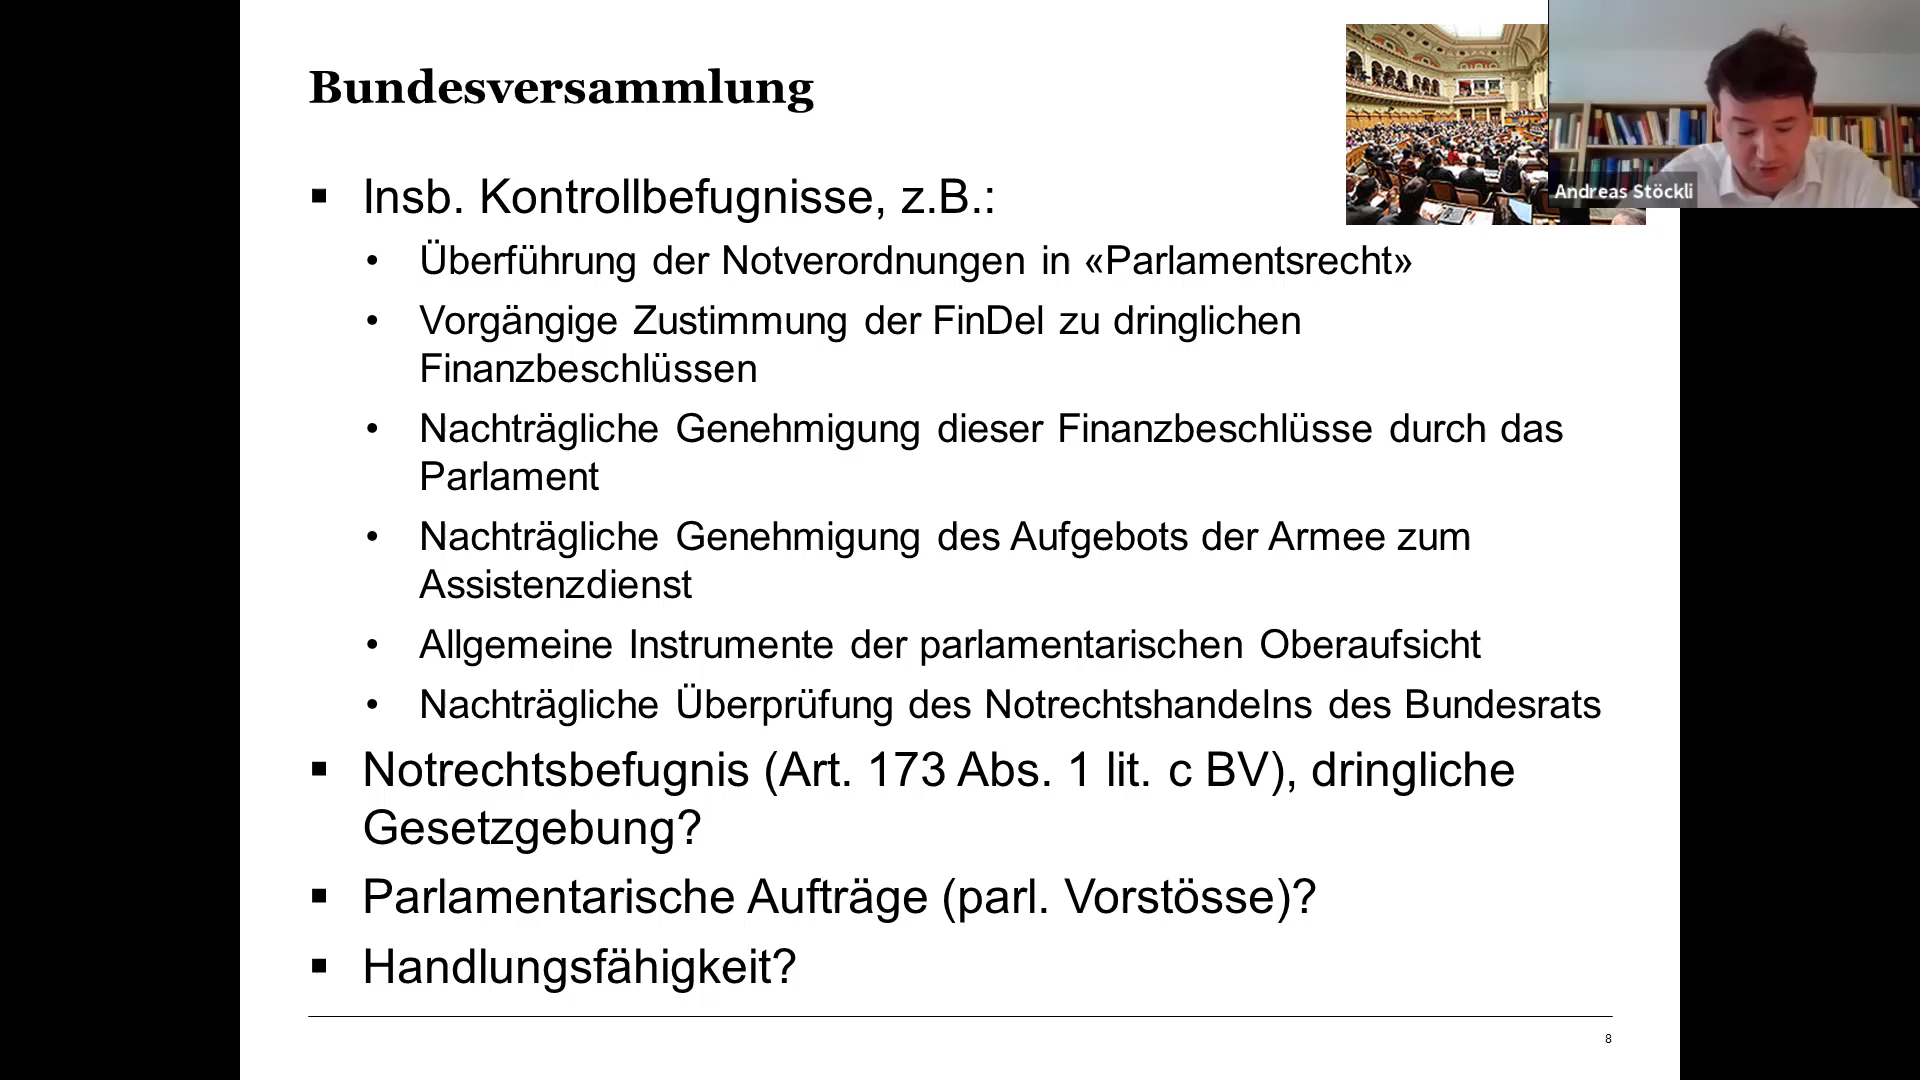 Bundesversammlung
▪ Insb. Kontrollbefugnisse, z.B.:
• Überführung der Notverordnungen in «Parlamentsrecht»
• Vorgängige Zustimmung der FinDel zu dringlichen
Finanzbeschlüssen
• Nachträgliche Genehmigung dieser Finanzbeschlüsse durch das
Parlament
• Nachträgliche Genehmigung des Aufgebots der Armee zum
Assistenzdienst
• Allgemeine Instrumente der parlamentarischen Oberaufsicht
• Nachträgliche Überprüfung des Notrechtshandelns des Bundesrats
▪ Notrechtsbefugnis (Art. 173 Abs. 1 lit. c BV), dringliche
Gesetzgebung?
▪ Parlamentarische Aufträge (parl. Vorstösse)?
▪ Handlungsfähigkeit?
8
Andreas Stöckli